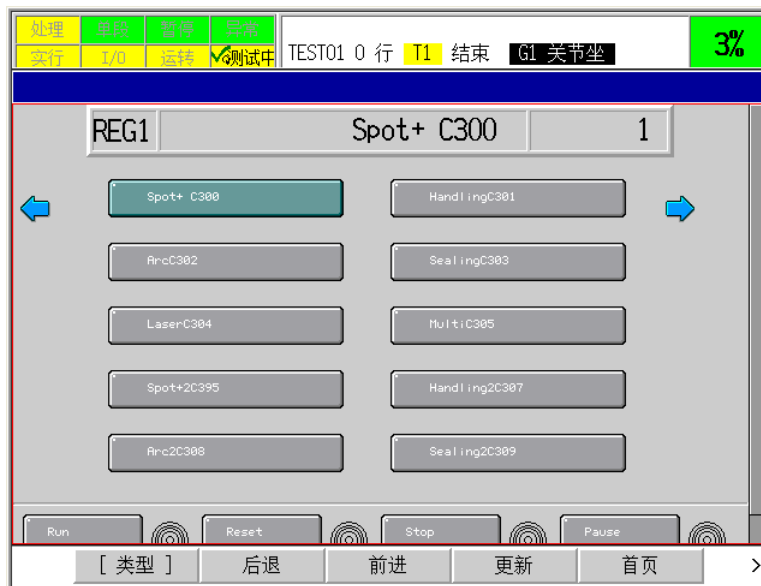 处理 单段 暂停 异常
实行 I/O 运转 测试中 TEST01 0 行 T1 结束 G1 关节坐 3%
REG1 Spot+ C300 1
Spot+ C300 HandlingC301
ArcC302 SealingC303
LaserC304 MultiC305
Spot+2C395 Handling2C307
Arc2C308 Sealing2C309
Run Reset Stop Pause
[ 类型 ] 后退 前进 更新 首页 >